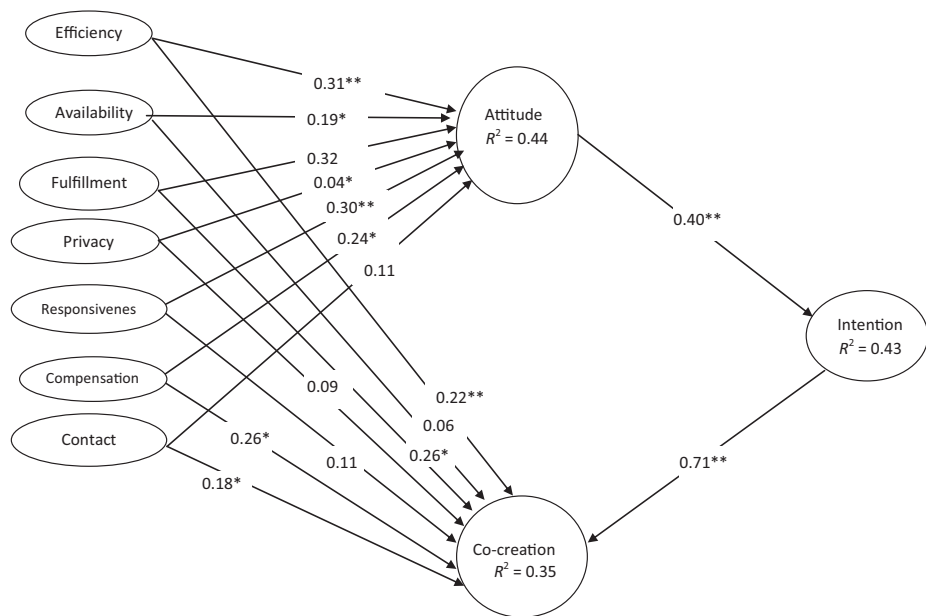 Efficiency
0.31**
Attitude
R² = 0.44
Availability
0.19*
0.32
Fulfillment
0.04*
0.30**
Privacy
0.24*
0.40**
0.11
Responsivenes
Intention
R² = 0.43
Compensation
0.09
0.22**
0.06
Contact
0.26*
0.11
0.26*
0.71**
0.18*
Co-creation
R² = 0.35